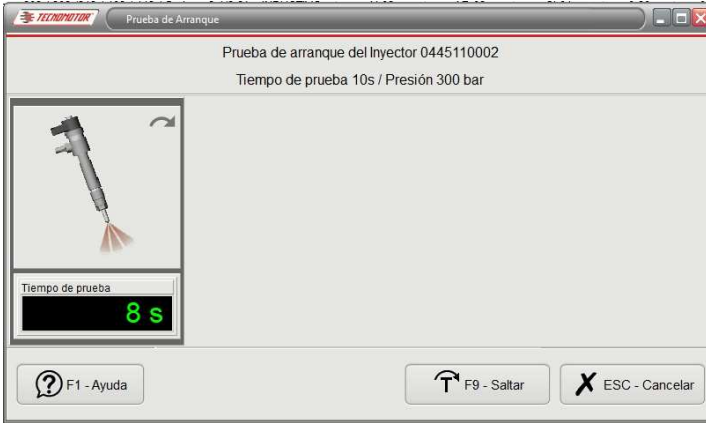 TECNOMOTOR Prueba de Arranque
Prueba de arranque del Inyector 0445110002
Tiempo de prueba 10s / Presión 300 bar
Tiempo de prueba
8 s
F1 - Ayuda
T F9 - Saltar
X ESC - Cancelar